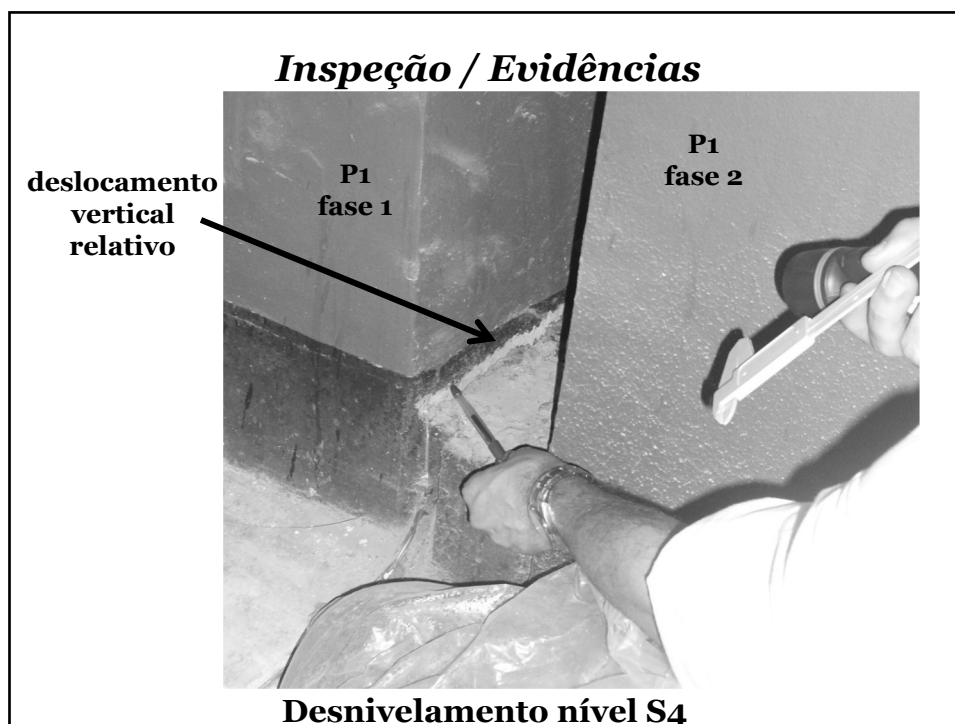 Inspeção / Evidências
deslocamento
vertical
relativo
P1
fase 1
P1
fase 2
Desnivelamento nível S4